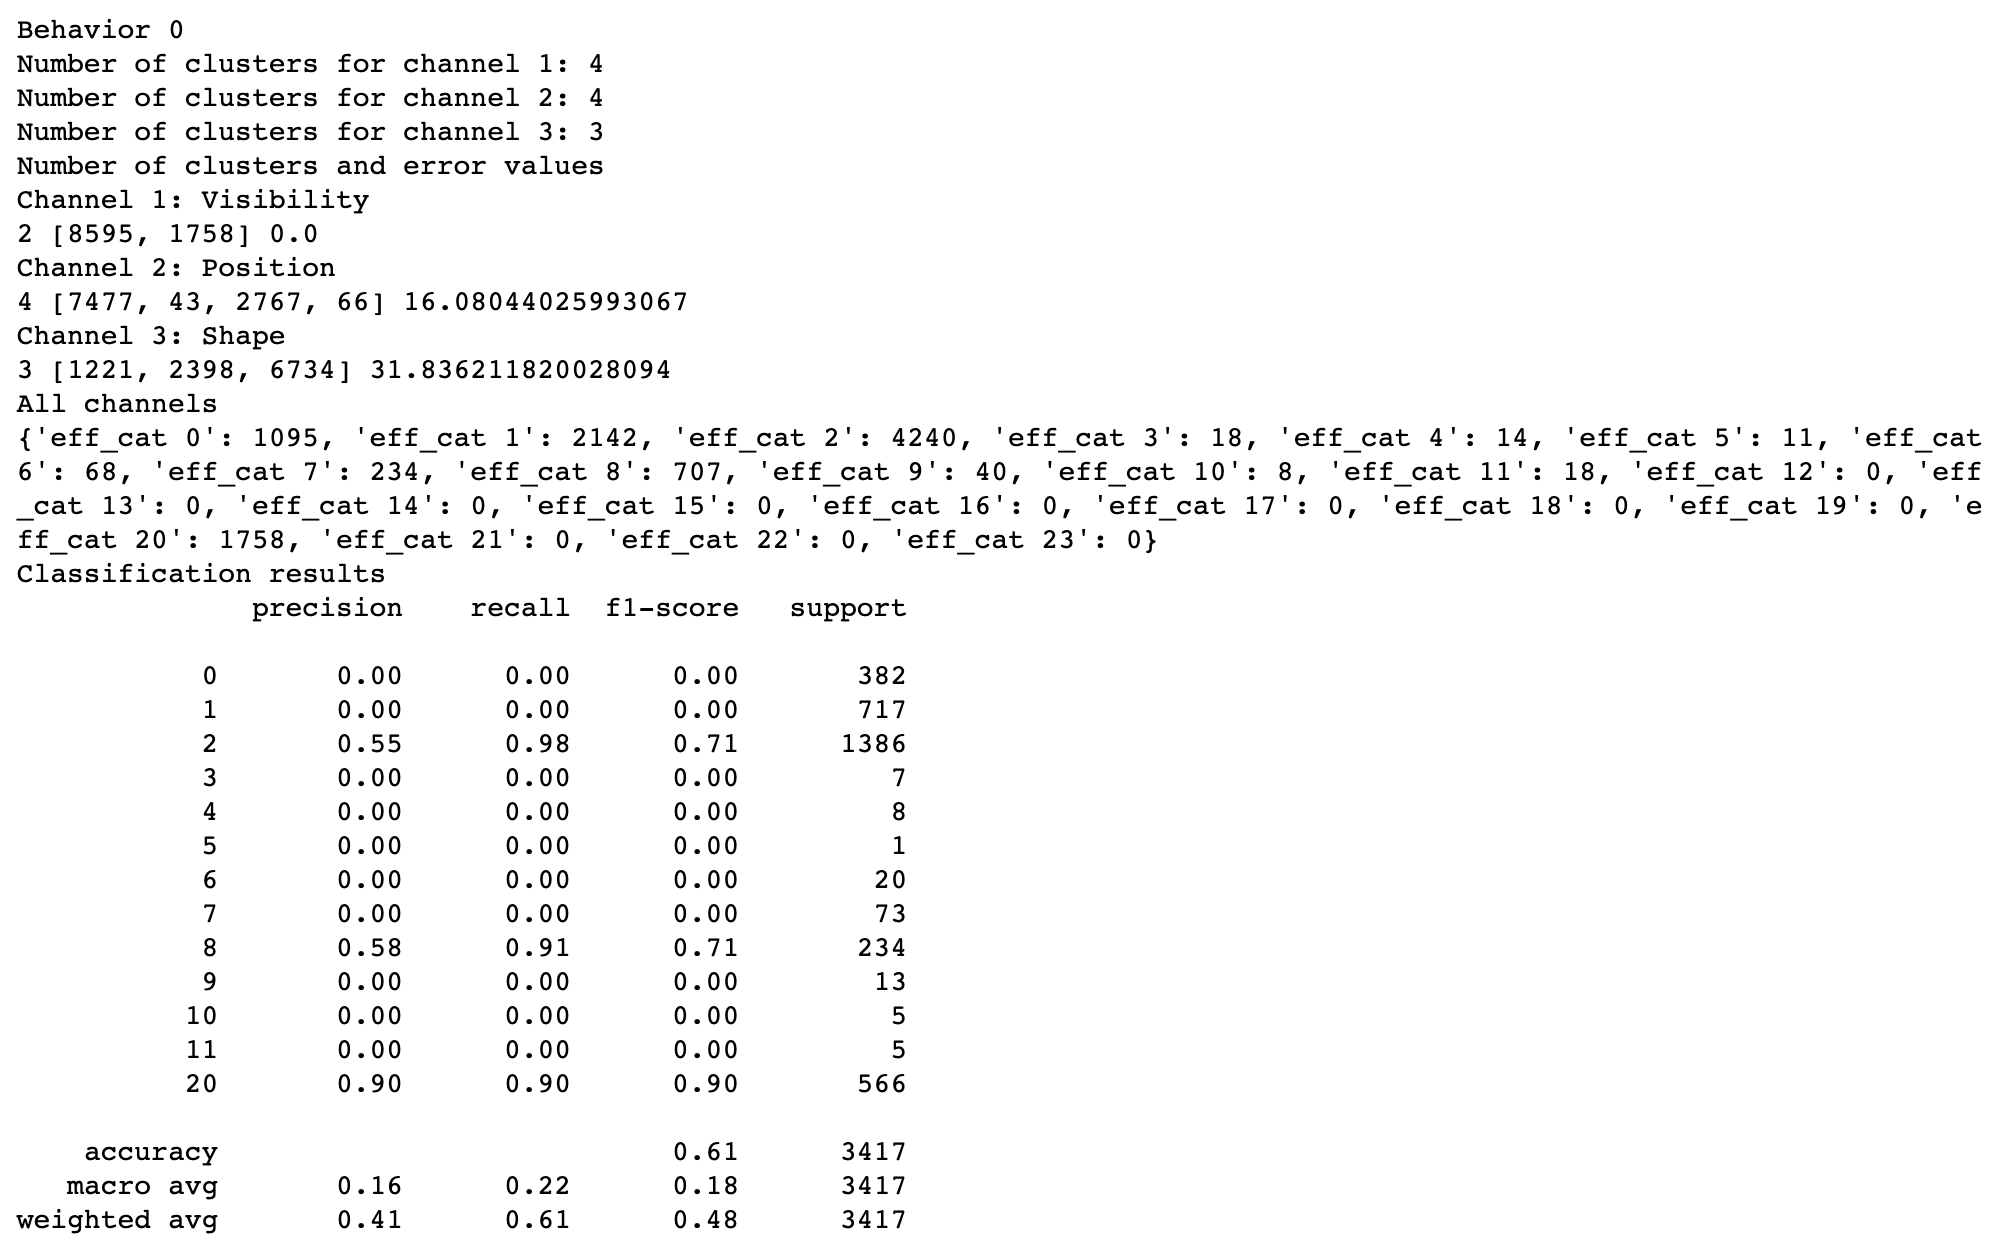 Behavior 0
Number of clusters for channel 1: 4
Number of clusters for channel 2: 4
Number of clusters for channel 3: 3
Number of clusters and error values
Channel 1: Visibility
2 [8595, 1758] 0.0
Channel 2: Position
4 [7477, 43, 2767, 66] 16.08044025993067
Channel 3: Shape
3 [1221, 2398, 6734] 31.836211820028094
All channels
{'eff_cat 0': 1095, 'eff_cat 1': 2142, 'eff_cat 2': 4240, 'eff_cat 3': 18, 'eff_cat 4': 14, 'eff_cat 5': 11, 'eff_cat
6': 68, 'eff_cat 7': 234, 'eff_cat 8': 707, 'eff_cat 9': 40, 'eff_cat 10': 8, 'eff_cat 11': 18, 'eff_cat 12': 0, 'eff
_cat 13': 0, 'eff_cat 14': 0, 'eff_cat 15': 0, 'eff_cat 16': 0, 'eff_cat 17': 0, 'eff_cat 18': 0, 'eff_cat 19': 0, 'e
ff_cat 20': 1758, 'eff_cat 21': 0, 'eff_cat 22': 0, 'eff_cat 23': 0}
Classification results
precision recall f1-score support
0 0.00 0.00 0.00 382
1 0.00 0.00 0.00 717
2 0.55 0.98 0.71 1386
3 0.00 0.00 0.00 7
4 0.00 0.00 0.00 8
5 0.00 0.00 0.00 1
6 0.00 0.00 0.00 20
7 0.00 0.00 0.00 73
8 0.58 0.91 0.71 234
9 0.00 0.00 0.00 13
10 0.00 0.00 0.00 5
11 0.00 0.00 0.00 5
20 0.90 0.90 0.90 566
accuracy 0.61 3417
macro avg 0.16 0.22 0.18 3417
weighted avg 0.41 0.61 0.48 3417